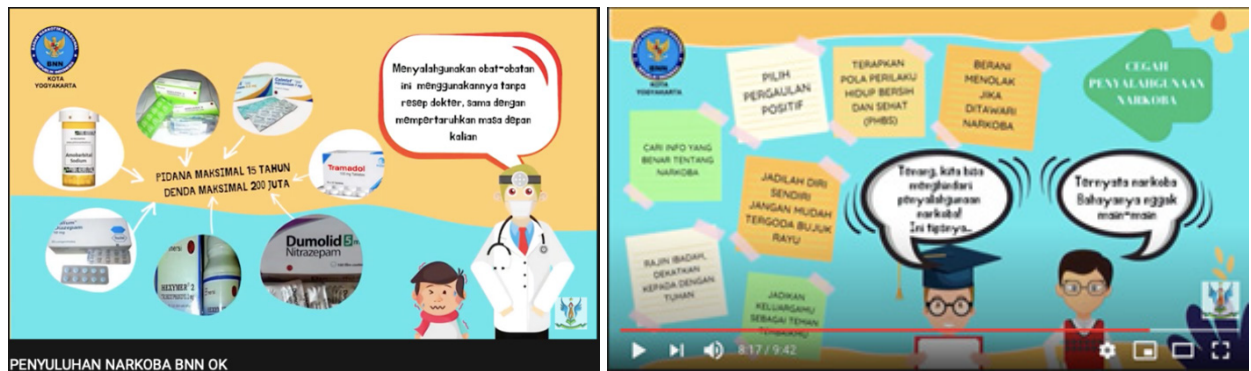 BNN
KOTA
YOGYAKARTA
Menyalahgunakan obat-obatan
ini menggunakannya tanpa
resep dokter, sama dengan
mempertaruhkan masa depan
kalian
PIDANA MAKSIMAL 15 TAHUN
DENDA MAKSIMAL 200 JUTA
Amobarbital
Sodium
Tramadol
Dumolid 5
Nitrazepam
PENYULUHAN NARKOBA BNN OK
BNN
KOTA
YOGYAKARTA
PILIH
PERGAULAN
POSITIF
TERAPKAN
POLA PERILAKU
HIDUP BERSIH
DAN SEHAT
(PHBS)
BERANI
MENOLAK
JIKA
DITAWARI
NARKOBA
CEGAH
PENYALAHGUNAAN
NARKOBA
CARI INFO YANG
BENAR TENTANG
NARKOBA
JADILAH DIRI
SENDIRI
JANGAN MUDAH
TERGODA BUJUK
RAYU
Tenang, kita bisa
menghindari
penyalahgunaan
narkoba!
Ini tipsnya...
Ternyata narkoba
Bahayanya nggak
main-main
RAJIN IBADAH,
DEKATKAN
KEPADA DENGAN
TUHAN
JADIKAN
KELUARGAMU
SEBAGAI TEMAN
8:17 / 9:42